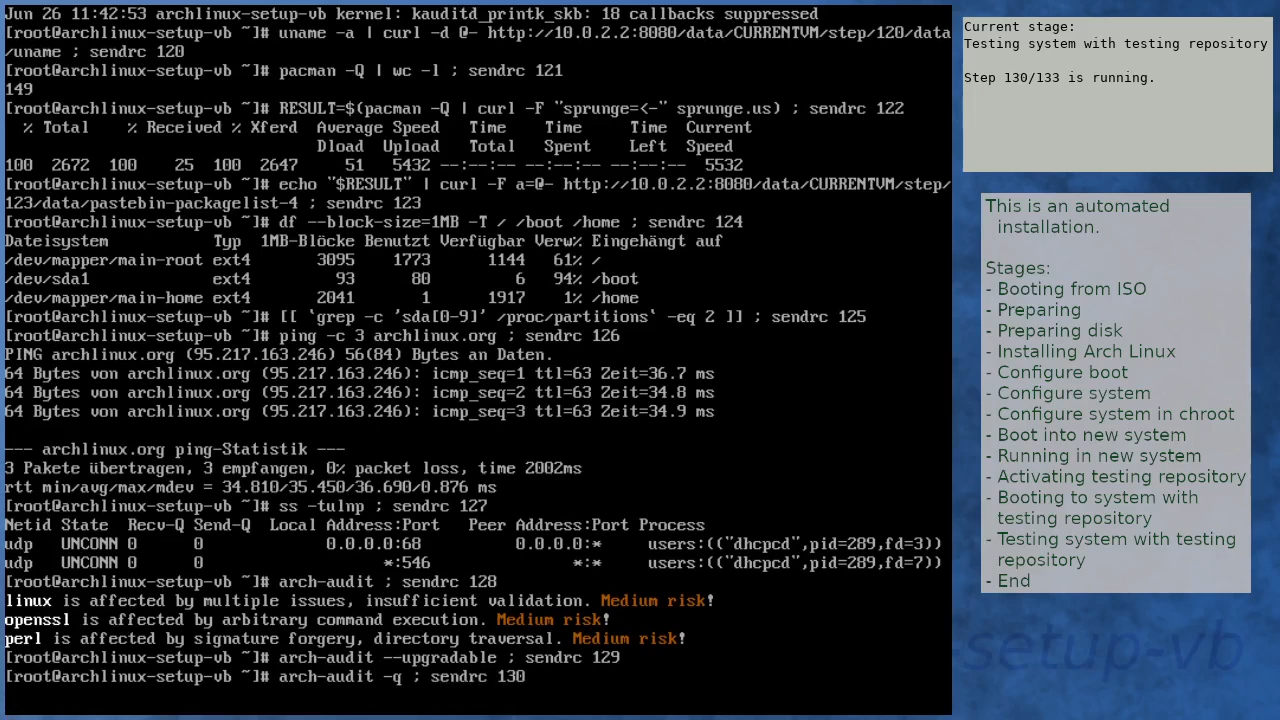 Jun 26 11:42:53 archlinux-setup-vb kernel: kauditd_printk_skb: 18 callbacks suppressed
[root@archlinux-setup-vb ~]# uname -a | curl -d @- http://10.0.2.2:8080/data/CURRENTVM/step/120/data
/uname ; sendrc 120
[root@archlinux-setup-vb ~]# pacman -Q | wc -l ; sendrc 121
149
[root@archlinux-setup-vb ~]# RESULT=$(pacman -Q | curl -F "sprunge=<-" sprunge.us) ; sendrc 122
  % Total    % Received % Xferd  Average Speed   Time    Time     Time  Current
                                 Dload  Upload   Total   Spent    Left  Speed
100  2672  100    25  100  2647     51   5432 --:--:-- --:--:-- --:--:--  5532
[root@archlinux-setup-vb ~]# echo "$RESULT" | curl -F a=@- http://10.0.2.2:8080/data/CURRENTVM/step/
123/data/pastebin-packagelist-4 ; sendrc 123
[root@archlinux-setup-vb ~]# df --block-size=1MB -T / /boot /home ; sendrc 124
Dateisystem           Typ  1MB-Blöcke Benutzt Verfügbar Verw% Eingehängt auf
/dev/mapper/main-root ext4       3095    1773      1144   61% /
/dev/sda1             ext4         93      80         6   94% /boot
/dev/mapper/main-home ext4       2041       1      1917    1% /home
[root@archlinux-setup-vb ~]# [[ `grep -c 'sda[0-9]' /proc/partitions` -eq 2 ]] ; sendrc 125
[root@archlinux-setup-vb ~]# ping -c 3 archlinux.org ; sendrc 126
PING archlinux.org (95.217.163.246) 56(84) Bytes an Daten.
64 Bytes von archlinux.org (95.217.163.246): icmp_seq=1 ttl=63 Zeit=36.7 ms
64 Bytes von archlinux.org (95.217.163.246): icmp_seq=2 ttl=63 Zeit=34.8 ms
64 Bytes von archlinux.org (95.217.163.246): icmp_seq=3 ttl=63 Zeit=34.9 ms
--- archlinux.org ping-Statistik ---
3 Pakete übertragen, 3 empfangen, 0% packet loss, time 2002ms
rtt min/avg/max/mdev = 34.810/35.450/36.690/0.876 ms
[root@archlinux-setup-vb ~]# ss -tulnp ; sendrc 127
Netid State  Recv-Q Send-Q  Local Address:Port   Peer Address:Port Process
udp   UNCONN 0      0             0.0.0.0:68          0.0.0.0:*     users:(("dhcpcd",pid=289,fd=3))
udp   UNCONN 0      0                   *:546               *:*     users:(("dhcpcd",pid=289,fd=7))
[root@archlinux-setup-vb ~]# arch-audit ; sendrc 128
linux is affected by multiple issues, insufficient validation. Medium risk!
openssl is affected by arbitrary command execution. Medium risk!
perl is affected by signature forgery, directory traversal. Medium risk!
[root@archlinux-setup-vb ~]# arch-audit --upgradable ; sendrc 129
[root@archlinux-setup-vb ~]# arch-audit -q ; sendrc 130
Current stage:
Testing system with testing repository
Step 130/133 is running.
This is an automated
installation.
Stages:
- Booting from ISO
- Preparing
- Preparing disk
- Installing Arch Linux
- Configure boot
- Configure system
- Configure system in chroot
- Boot into new system
- Running in new system
- Activating testing repository
- Booting to system with
testing repository
- Testing system with testing
repository
- End
-setup-vb